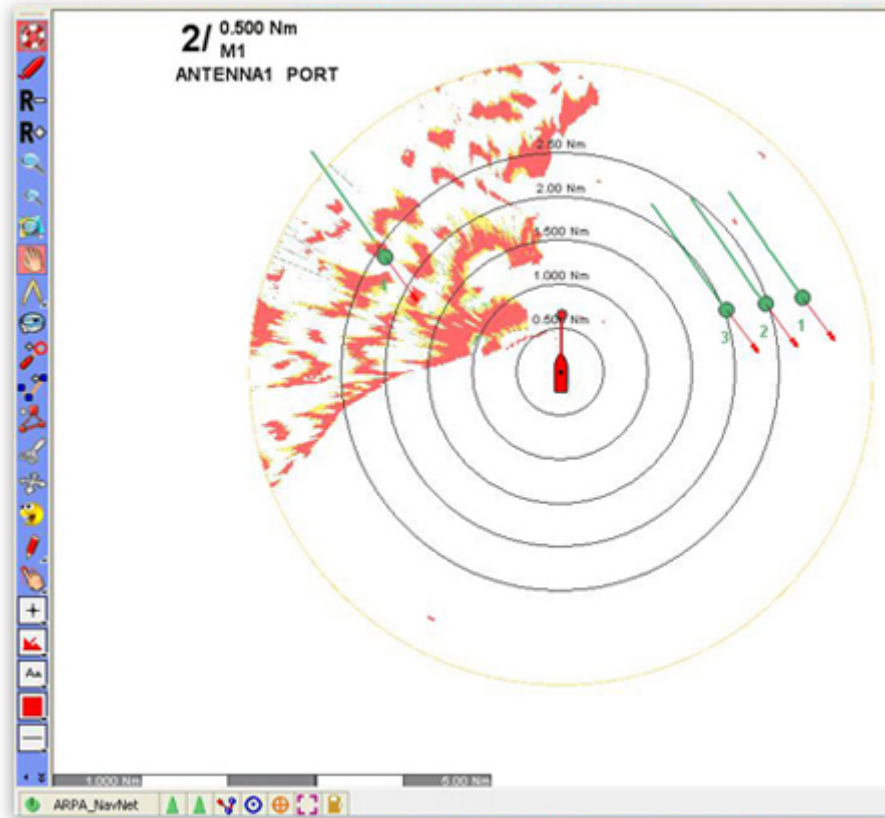 2/ 0.500 Nm
M1
ANTENNA1 PORT
R-
R
2.50 Nm
2.00 Nm
1.500 Nm
1.000 Nm
0.500 Nm
3
2
1
Aa
1.000 Nm
5.00 Nm
ARPA_NavNet